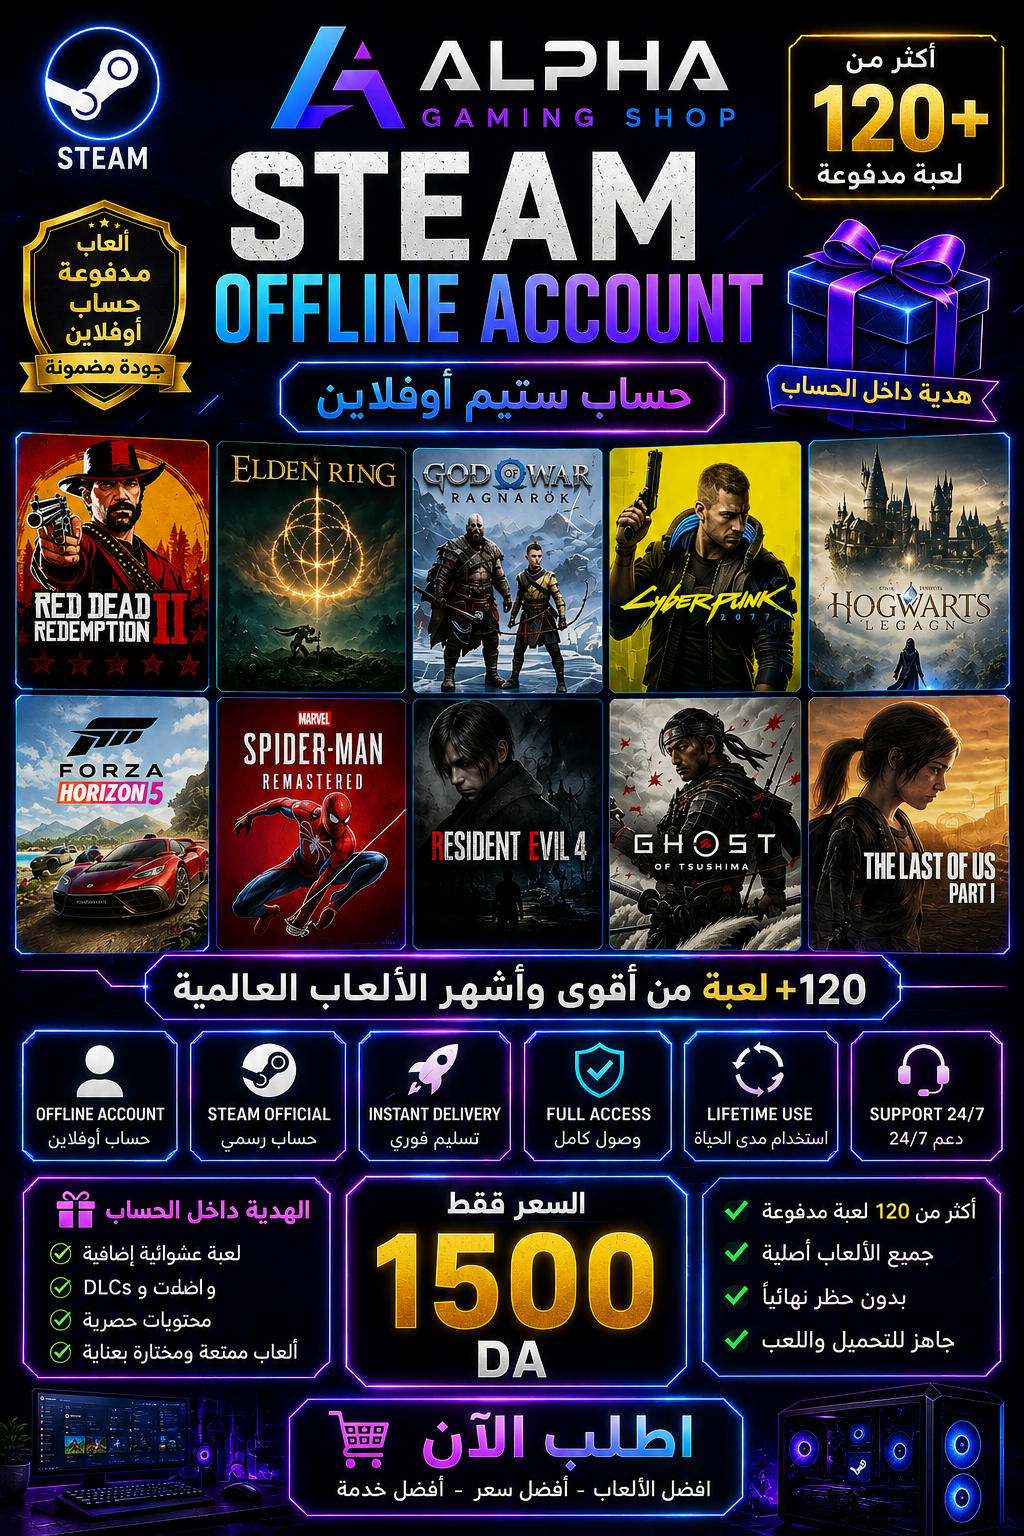 STEAM
ALPHA
GAMING SHOP
أكثر من
120+
لعبة مدفوعة
STEAM
OFFLINE ACCOUNT
حساب ستيم أوفلاين
ألعاب
مدفوعة
حساب
أوفلاين
جودة مضمونة
هدية داخل الحساب
RED DEAD
REDEMPTION II
ELDEN RING
GOD OF WAR
RAGNARÖK
CYBERPUNK
2077
HOGWARTS
LEGAGN
FORZA
HORIZON 5
MARVEL
SPIDER-MAN
REMASTERED
RESIDENT EVIL 4
GHOST
OF TSUSHIMA
THE LAST OF US
PART I
120+ لعبة من أقوى وأشهر الألعاب العالمية
OFFLINE ACCOUNT
حساب أوفلاين
STEAM OFFICIAL
حساب رسمي
INSTANT DELIVERY
تسليم فوري
FULL ACCESS
وصول كامل
LIFETIME USE
استخدام مدى الحياة
SUPPORT 24/7
دعم 24/7
الهدية داخل الحساب
لعبة عشوائية إضافية
DLCs و
محتويات حصرية
ألعاب ممتعة ومختارة بعناية
السعر فقط
1500
DA
أكثر من 120 لعبة مدفوعة
جميع الألعاب أصلية
بدون حظر نهائياً
جاهز للتحميل واللعب
اطلب الآن
افضل الألعاب - أفضل سعر - أفضل خدمة